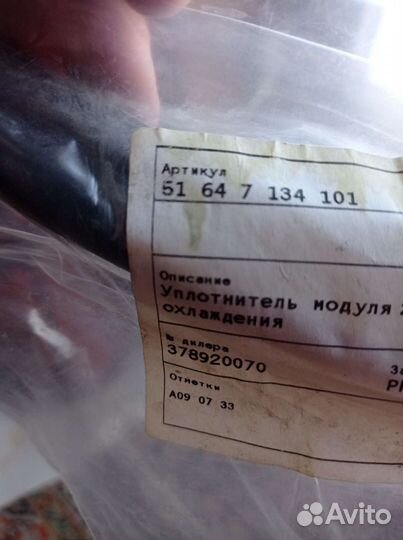 Артикул
51 64 7 134 101
Описание
Уплотнитель модуля
охлаждения
№ дилера
378920070
Отметки
A09 07 33
Avito